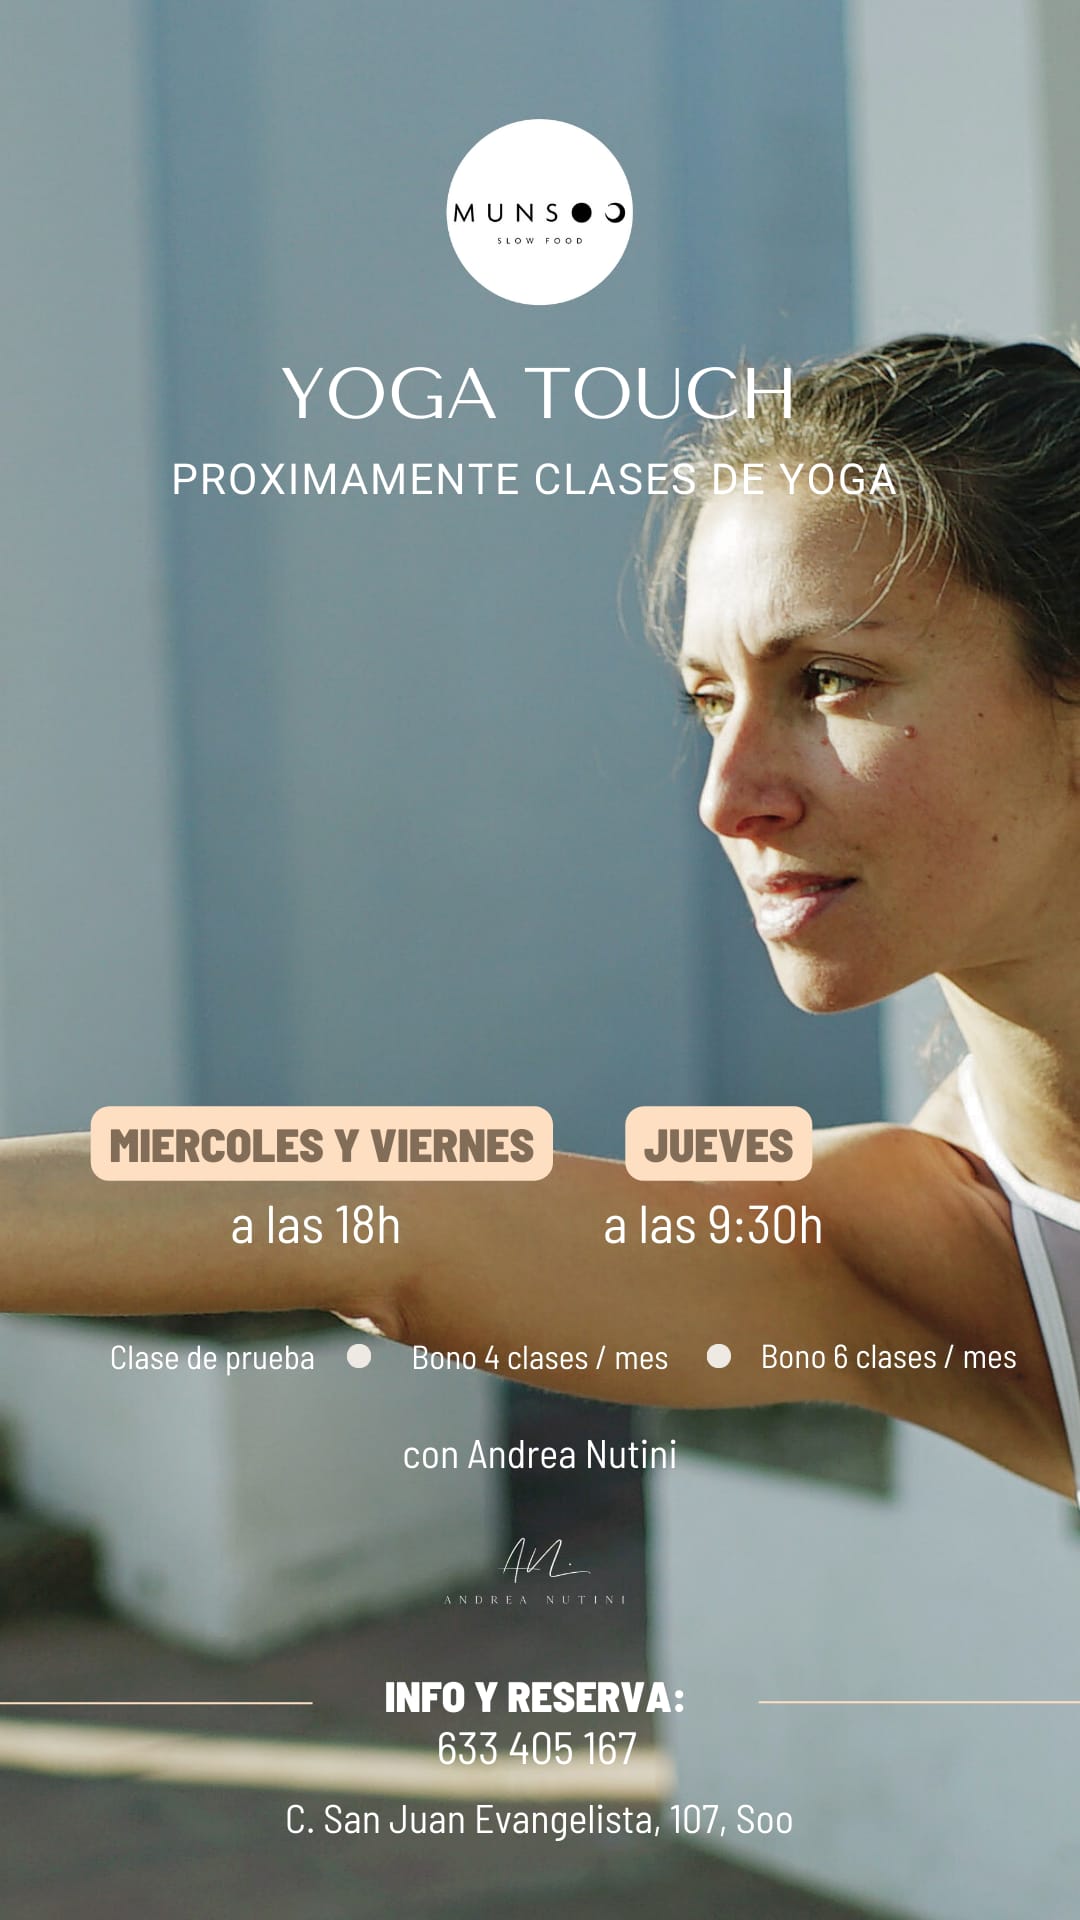 MUNSOO
SLOW FOOD
YOGA TOUCH
PROXIMAMENTE CLASES DE YOGA
MIERCOLES Y VIERNES
JUEVES
a las 18h
a las 9:30h
Clase de prueba
Bono 4 clases / mes
Bono 6 clases / mes
con Andrea Nutini
AN.
ANDREA NUTINI
INFO Y RESERVA:
633 405 167
C. San Juan Evangelista, 107, Soo